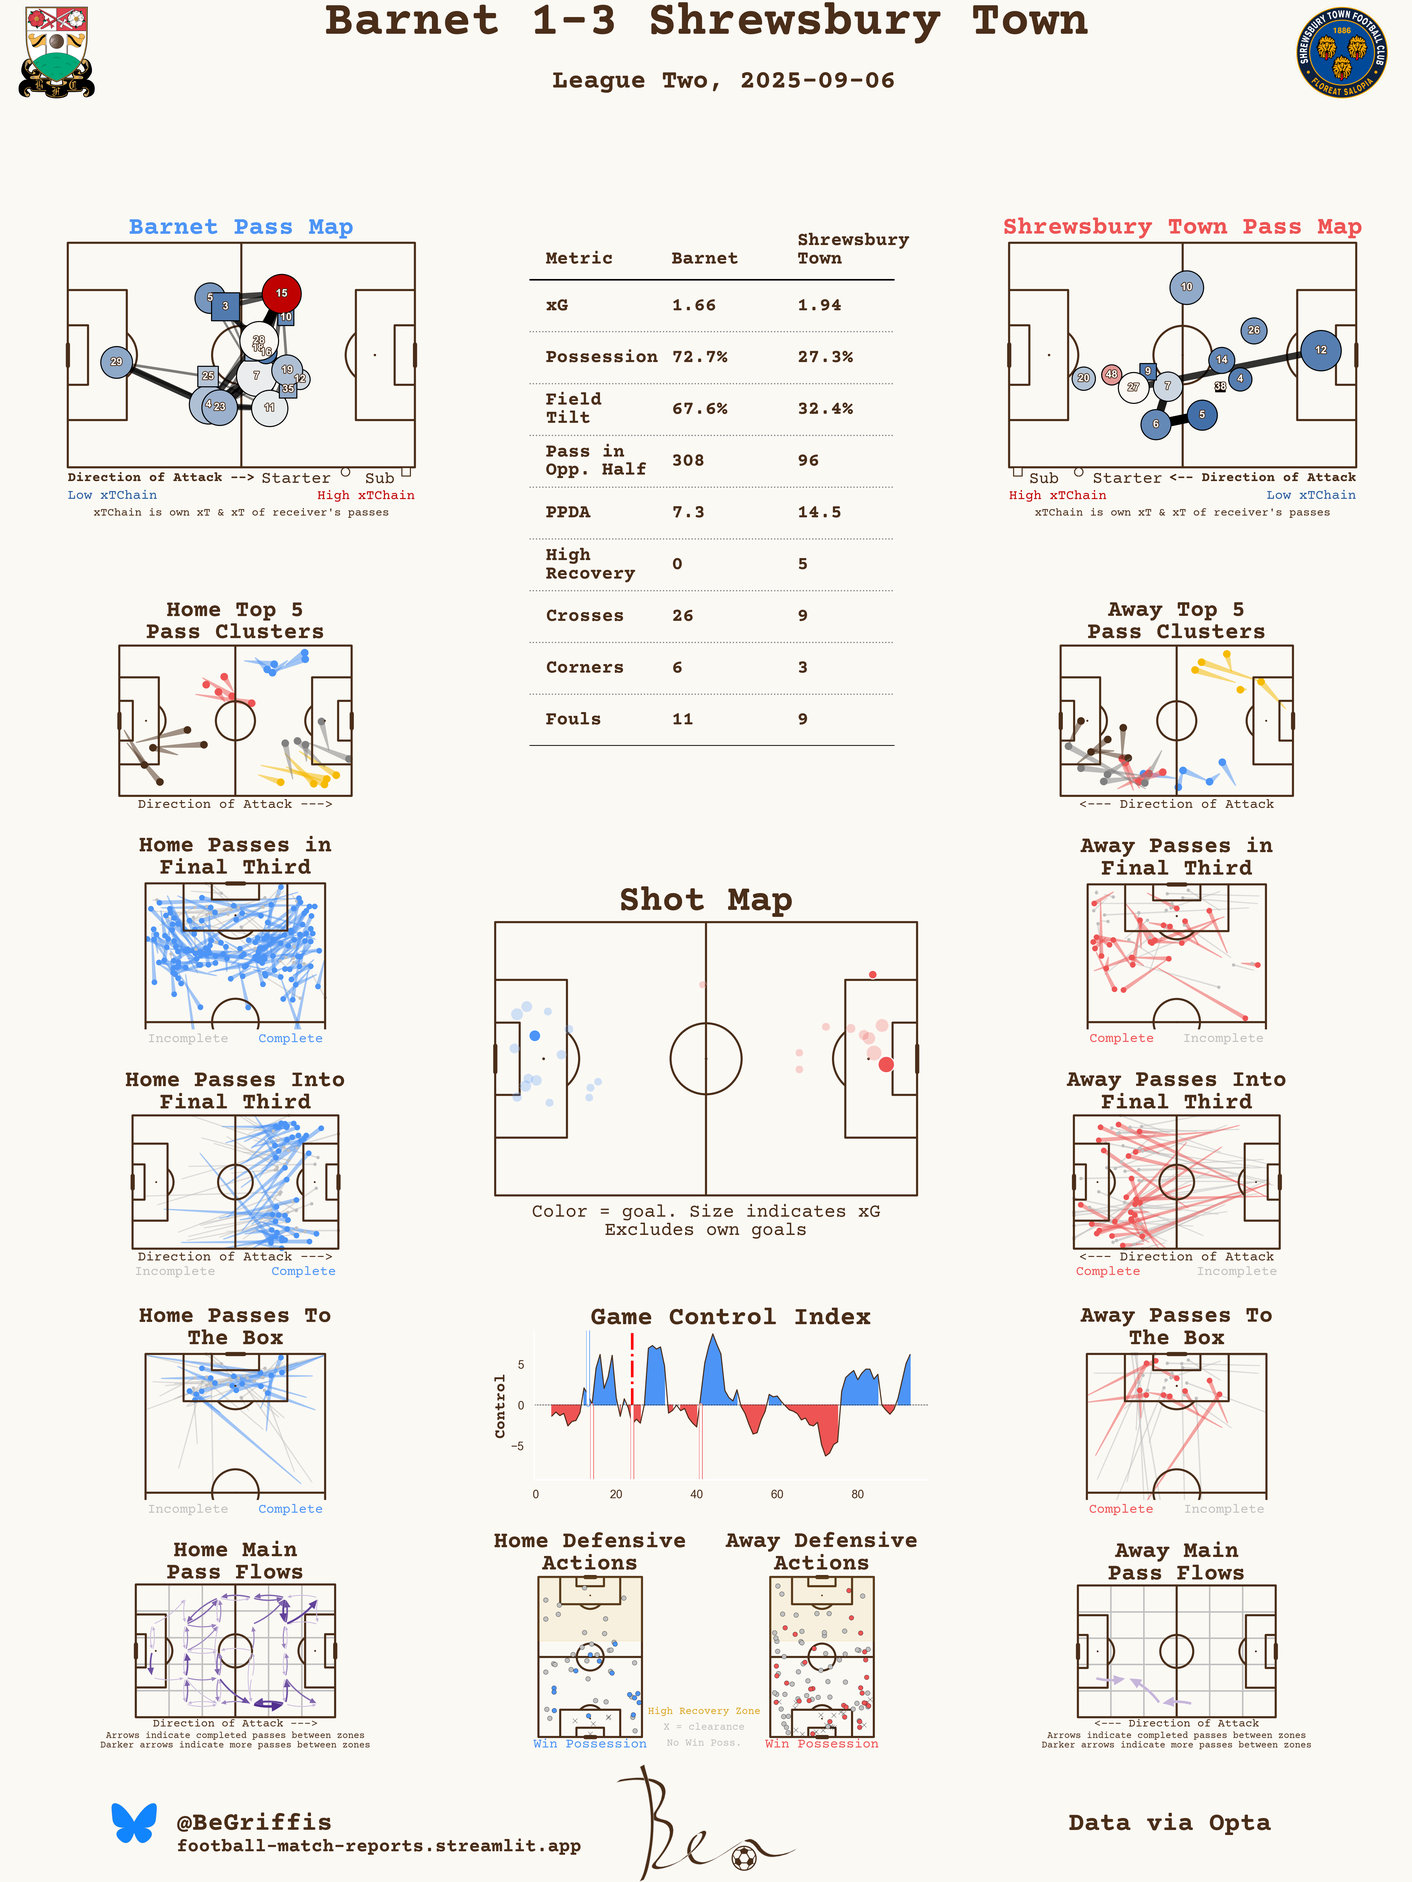 Barnet 1-3 Shrewsbury Town
League Two, 2025-09-06
SHREWSBURY TOWN FOOTBALL CLUB
1886
FLOREAT SALOPIA
Barnet Pass Map
5
3
15
10
28
16
29
25
7
19
12
35
4
23
11
Direction of Attack --> Starter Sub
Low xTChain High xTChain
xTChain is own xT & xT of receiver's passes
Metric Barnet Shrewsbury Town
xG 1.66 1.94
Possession 72.7% 27.3%
Field Tilt 67.6% 32.4%
Pass in Opp. Half 308 96
PPDA 7.3 14.5
High Recovery 0 5
Crosses 26 9
Corners 6 3
Fouls 11 9
Shrewsbury Town Pass Map
10
26
12
14
9
48
20
27
7
38
4
5
6
Sub Starter <-- Direction of Attack
High xTChain Low xTChain
xTChain is own xT & xT of receiver's passes
Home Top 5
Pass Clusters
Direction of Attack --->
Away Top 5
Pass Clusters
<--- Direction of Attack
Home Passes in
Final Third
Incomplete Complete
Away Passes in
Final Third
Complete Incomplete
Shot Map
Color = goal. Size indicates xG
Excludes own goals
Home Passes Into
Final Third
Direction of Attack --->
Incomplete Complete
Away Passes Into
Final Third
<--- Direction of Attack
Complete Incomplete
Home Passes To
The Box
Incomplete Complete
Game Control Index
Control
5
0
−5
0 20 40 60 80
Away Passes To
The Box
Complete Incomplete
Home Main
Pass Flows
Direction of Attack --->
Arrows indicate completed passes between zones
Darker arrows indicate more passes between zones
Home Defensive
Actions
Win Possession
High Recovery Zone
X = clearance
No Win Poss.
Away Defensive
Actions
Win Possession
Away Main
Pass Flows
<--- Direction of Attack
Arrows indicate completed passes between zones
Darker arrows indicate more passes between zones
@BeGriffis
football-match-reports.streamlit.app
Ben
Data via Opta